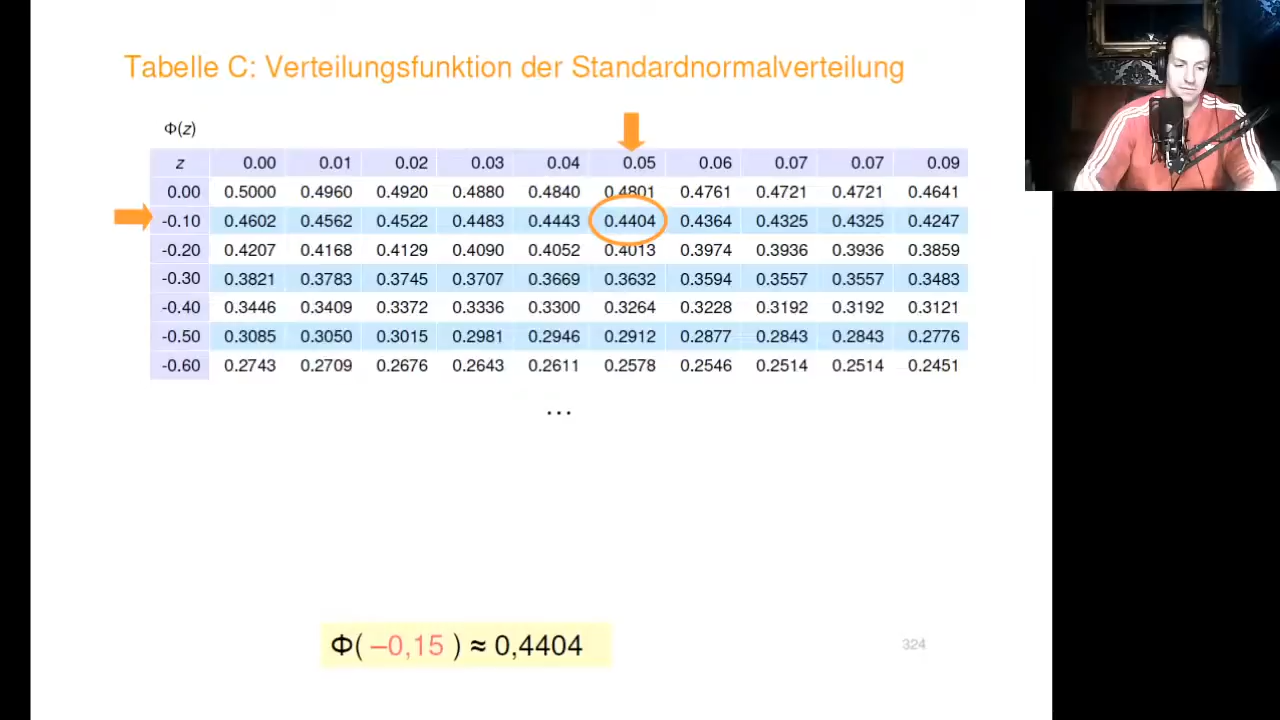 Tabelle C: Verteilungsfunktion der Standardnormalverteilung
Φ(z)
z 0.00 0.01 0.02 0.03 0.04 0.05 0.06 0.07 0.07 0.09
0.00 0.5000 0.4960 0.4920 0.4880 0.4840 0.4801 0.4761 0.4721 0.4721 0.4641
-0.10 0.4602 0.4562 0.4522 0.4483 0.4443 0.4404 0.4364 0.4325 0.4325 0.4247
-0.20 0.4207 0.4168 0.4129 0.4090 0.4052 0.4013 0.3974 0.3936 0.3936 0.3859
-0.30 0.3821 0.3783 0.3745 0.3707 0.3669 0.3632 0.3594 0.3557 0.3557 0.3483
-0.40 0.3446 0.3409 0.3372 0.3336 0.3300 0.3264 0.3228 0.3192 0.3192 0.3121
-0.50 0.3085 0.3050 0.3015 0.2981 0.2946 0.2912 0.2877 0.2843 0.2843 0.2776
-0.60 0.2743 0.2709 0.2676 0.2643 0.2611 0.2578 0.2546 0.2514 0.2514 0.2451
...
Φ( –0,15 ) ≈ 0,4404
324